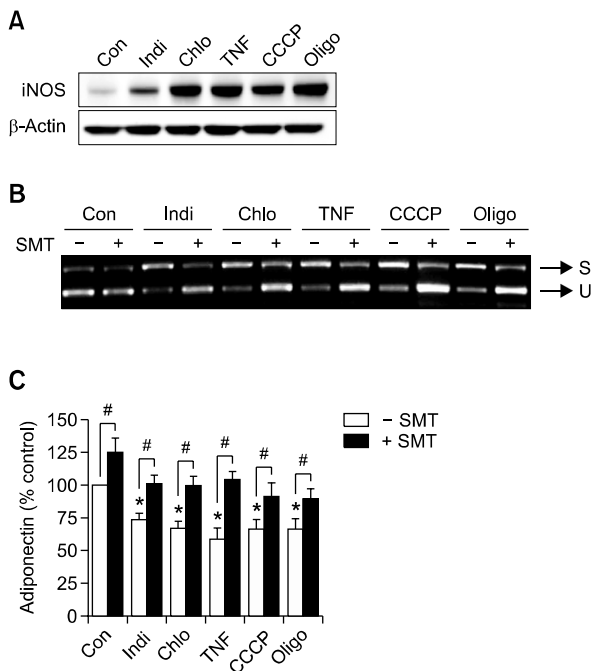 A
Con Indi Chlo TNF CCCP Oligo
iNOS
β-Actin
B
Con Indi Chlo TNF CCCP Oligo
SMT − + − + − + − + − + − +
S
U
C
150
125
100
75
50
25
0
Adiponectin (% control)
− SMT
+ SMT
# # # # # #
* * * * *
Con Indi Chlo TNF CCCP Oligo